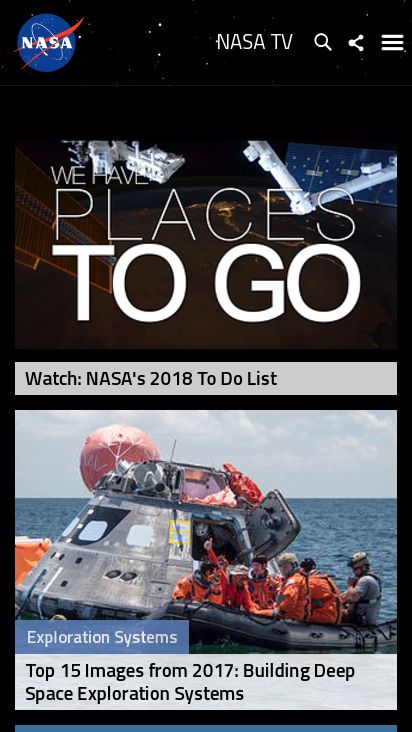 NASA
NASA TV
WE HAVE
PLACES
TO GO
Watch: NASA's 2018 To Do List
Exploration Systems
Top 15 Images from 2017: Building Deep
Space Exploration Systems